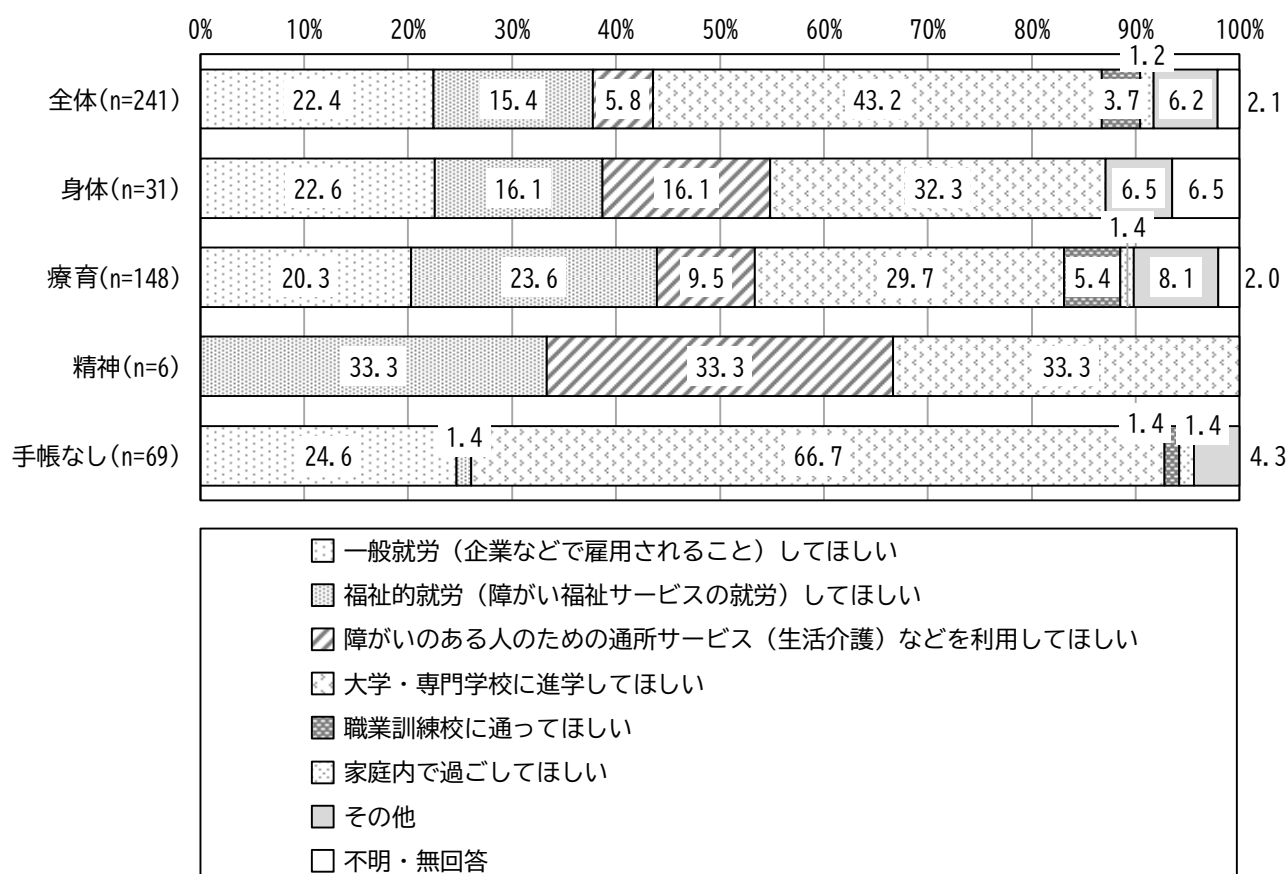 0% 10% 20% 30% 40% 50% 60% 70% 80% 90% 100%
1.2
全体(n=241) 22.4 15.4 5.8 43.2 3.7 6.2 2.1
身体(n=31) 22.6 16.1 16.1 32.3 6.5 6.5
1.4
療育(n=148) 20.3 23.6 9.5 29.7 5.4 8.1 2.0
精神(n=6) 33.3 33.3 33.3
1.4 1.4 1.4
手帳なし(n=69) 24.6 66.7 4.3
一般就労（企業などで雇用されること）してほしい
福祉的就労（障がい福祉サービスの就労）してほしい
障がいのある人のための通所サービス（生活介護）などを利用してほしい
大学・専門学校に進学してほしい
職業訓練校に通ってほしい
家庭内で過ごしてほしい
その他
不明・無回答